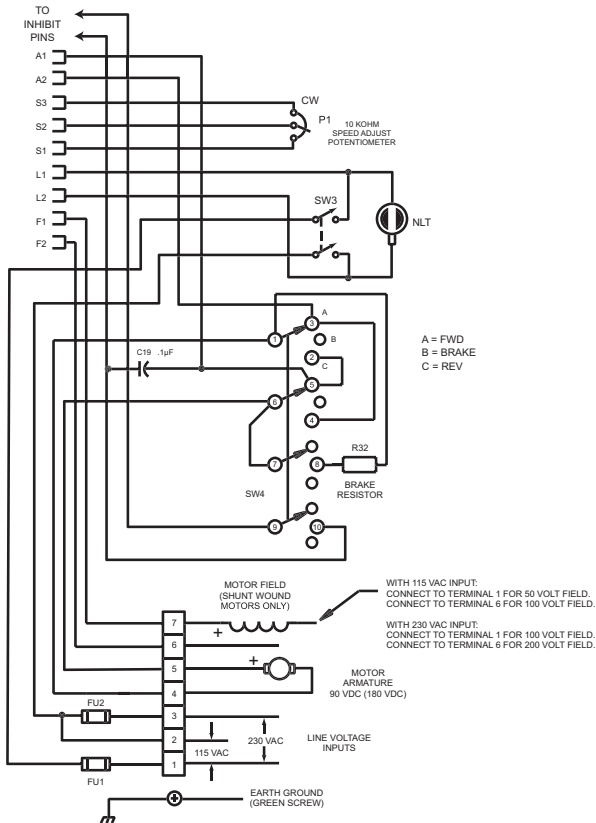 TO
INHIBIT
PINS
A1
A2
S3
S2
S1
L1
L2
F1
F2
CW
P1
10 KOHM
SPEED ADJUST
POTENTIOMETER
SW3
NLT
A
3
1
B
2
C
5
6
4
A = FWD
B = BRAKE
C = REV
C19 .1µF
R32
7
8
BRAKE
RESISTOR
SW4
9
10
MOTOR FIELD
(SHUNT WOUND
MOTORS ONLY)
WITH 115 VAC INPUT:
CONNECT TO TERMINAL 1 FOR 50 VOLT FIELD.
CONNECT TO TERMINAL 6 FOR 100 VOLT FIELD.
WITH 230 VAC INPUT:
CONNECT TO TERMINAL 1 FOR 100 VOLT FIELD.
CONNECT TO TERMINAL 6 FOR 200 VOLT FIELD.
7
+
6
5
+
4
MOTOR
ARMATURE
90 VDC (180 VDC)
FU2
3
2
1
115 VAC
230 VAC
LINE VOLTAGE
INPUTS
FU1
EARTH GROUND
(GREEN SCREW)